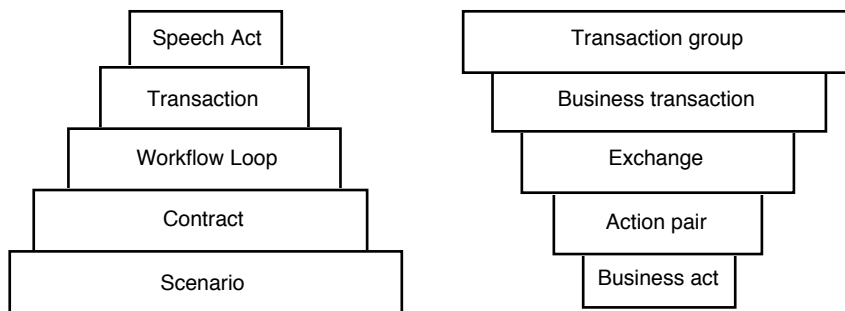 Speech Act
Transaction
Workflow Loop
Contract
Scenario
Transaction group
Business transaction
Exchange
Action pair
Business act